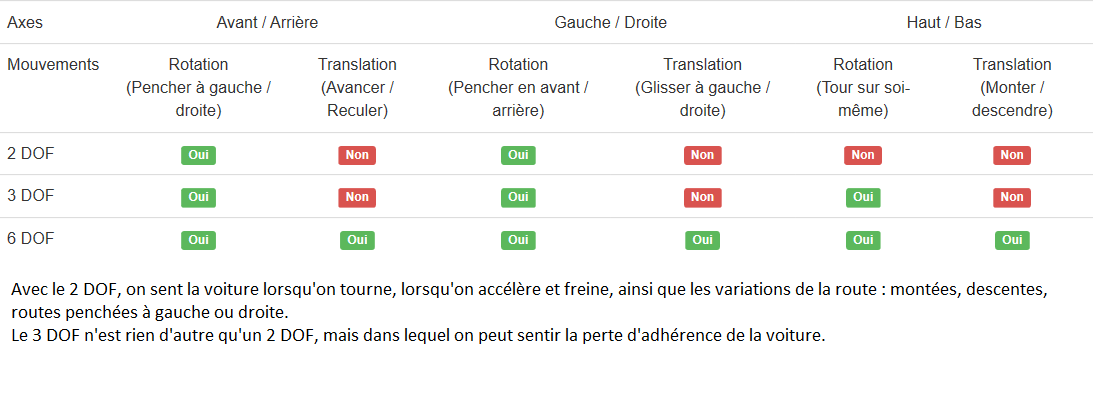 Axes Avant / Arrière Gauche / Droite Haut / Bas
Mouvements Rotation Translation Rotation Translation Rotation Translation
(Pencher à gauche / (Avancer / (Pencher en avant / (Glisser à gauche / (Tour sur soi- (Monter /
droite) Reculer) arrière) droite) même) descendre)
2 DOF Oui Non Oui Non Non Non
3 DOF Oui Non Oui Non Oui Non
6 DOF Oui Oui Oui Oui Oui Oui
Avec le 2 DOF, on sent la voiture lorsqu'on tourne, lorsqu'on accélère et freine, ainsi que les variations de la route : montées, descentes,
routes penchées à gauche ou droite.
Le 3 DOF n'est rien d'autre qu'un 2 DOF, mais dans lequel on peut sentir la perte d'adhérence de la voiture.